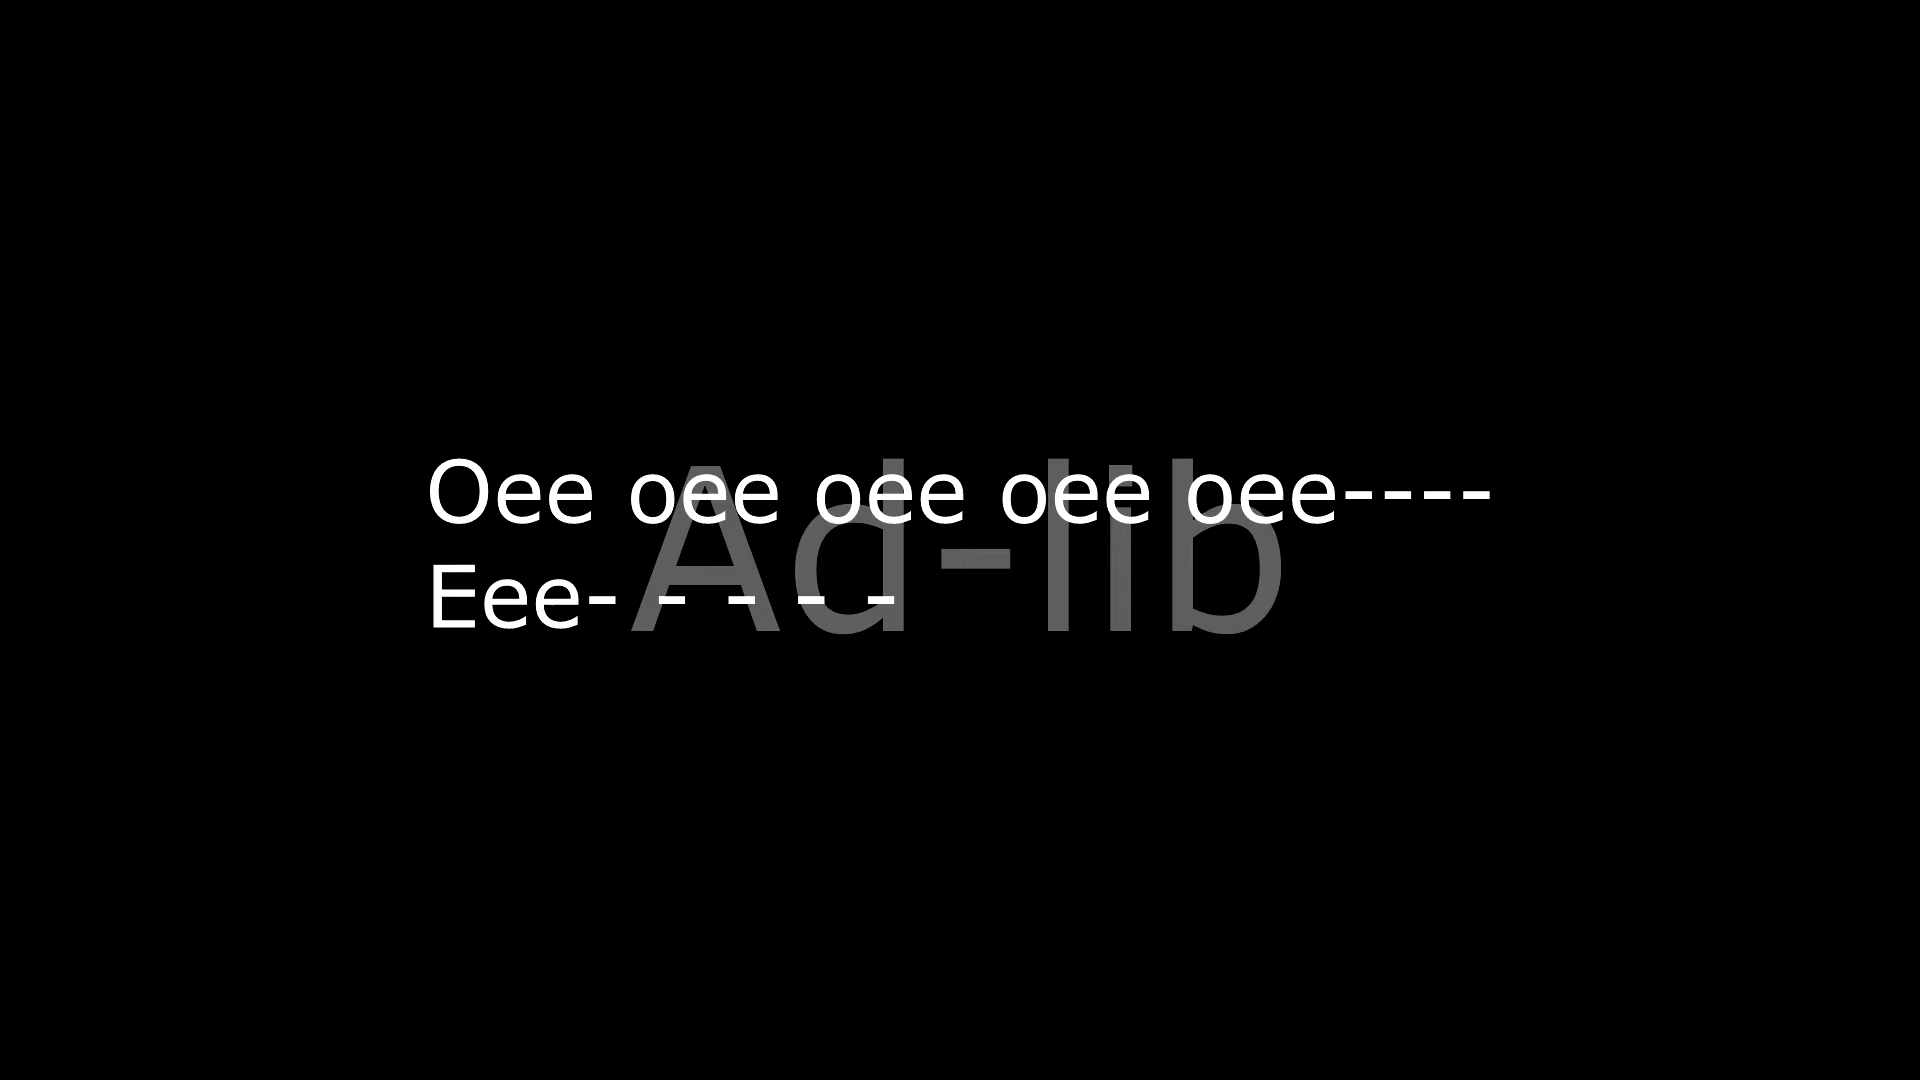 Oee oee oee oee oee----
Eee- - - - -
Ad-lib